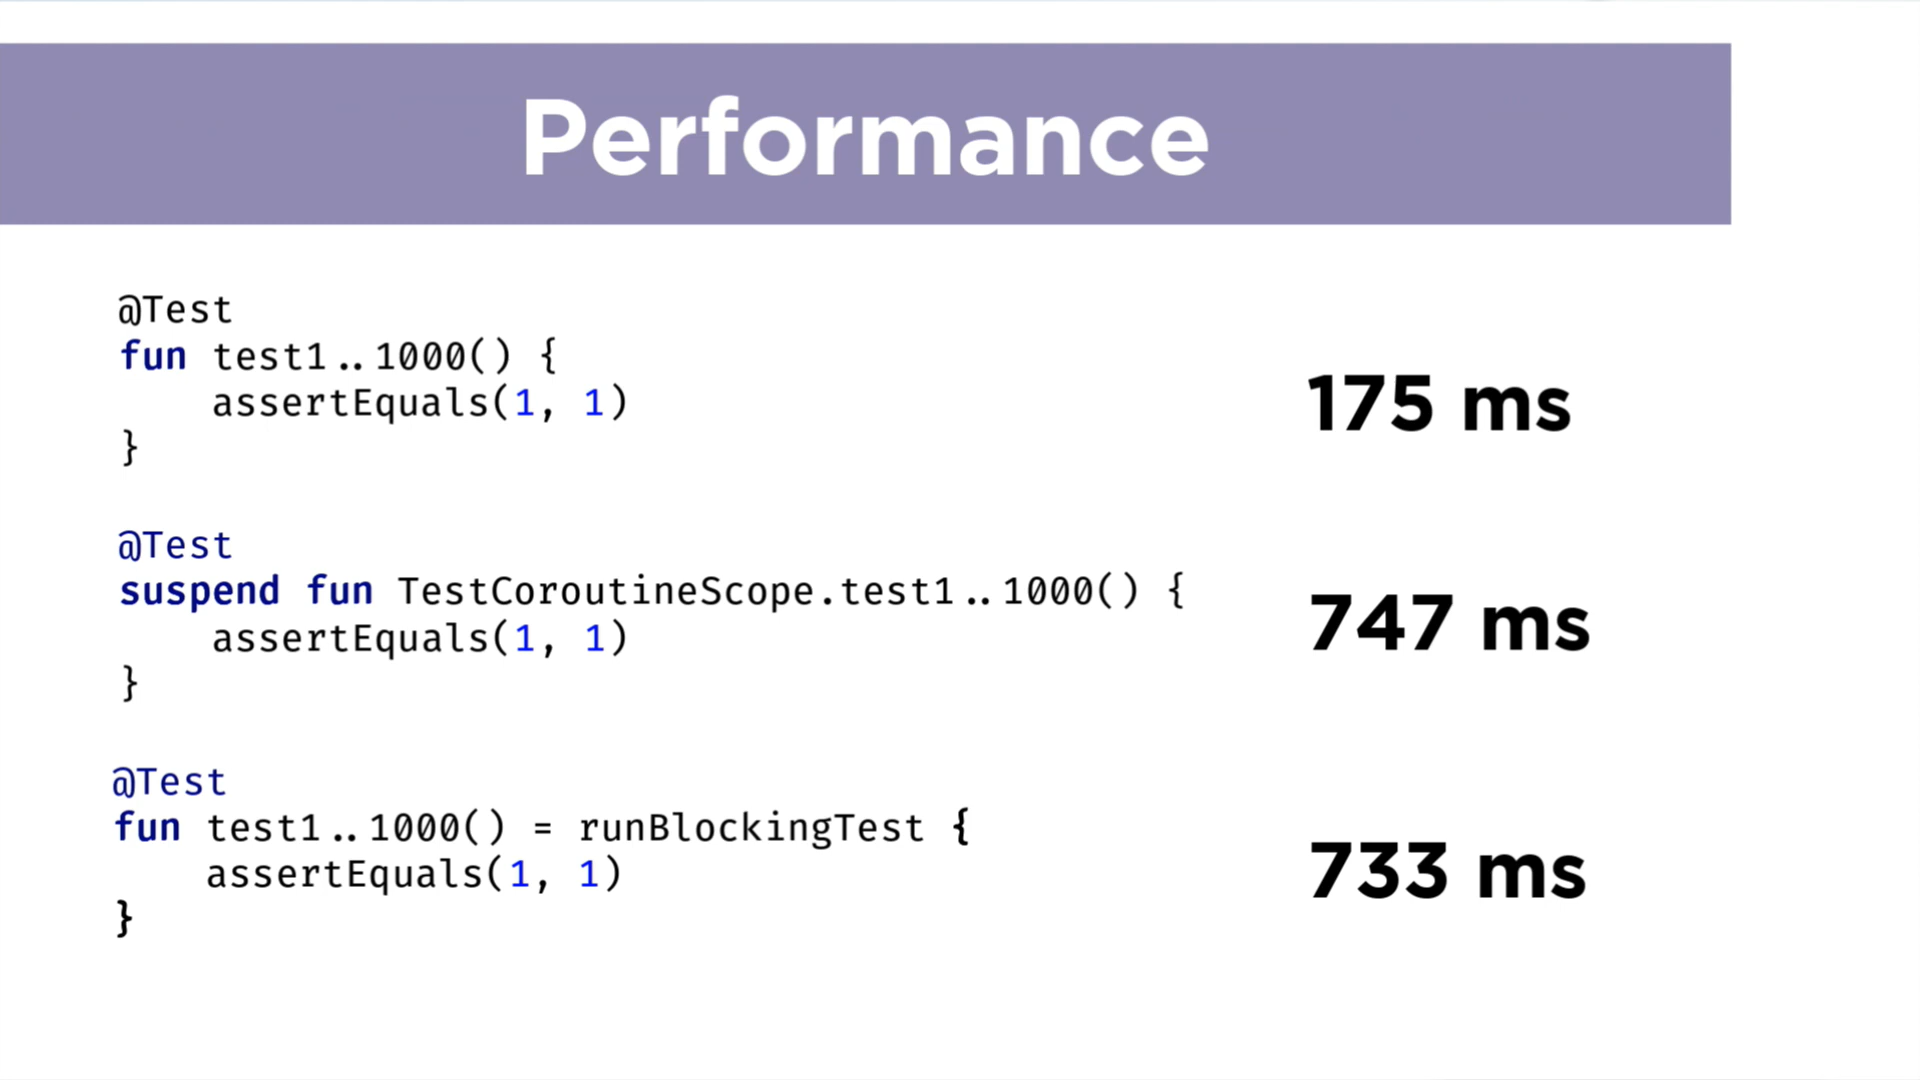 Performance
@Test
fun test1..1000() {
assertEquals(1, 1)
}
175 ms
@Test
suspend fun TestCoroutineScope.test1..1000() {
assertEquals(1, 1)
}
747 ms
@Test
fun test1..1000() = runBlockingTest {
assertEquals(1, 1)
}
733 ms